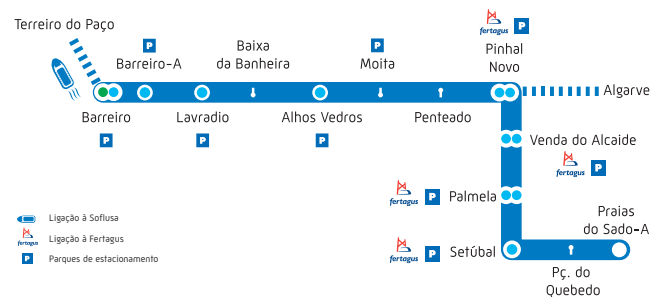 Terreiro do Paço
P
Barreiro-A
Baixa
da Banheira
P
Moita
fertagus P
Pinhal
Novo
Algarve
Barreiro
P
Lavradio
P
Alhos Vedros
P
Penteado
Venda do Alcaide
fertagus P
fertagus P Palmela
Praias
do Sado-A
fertagus P Setúbal
Pç. do
Quebedo
Ligação à Soflusa
fertagus Ligação à Fertagus
P Parques de estacionamento